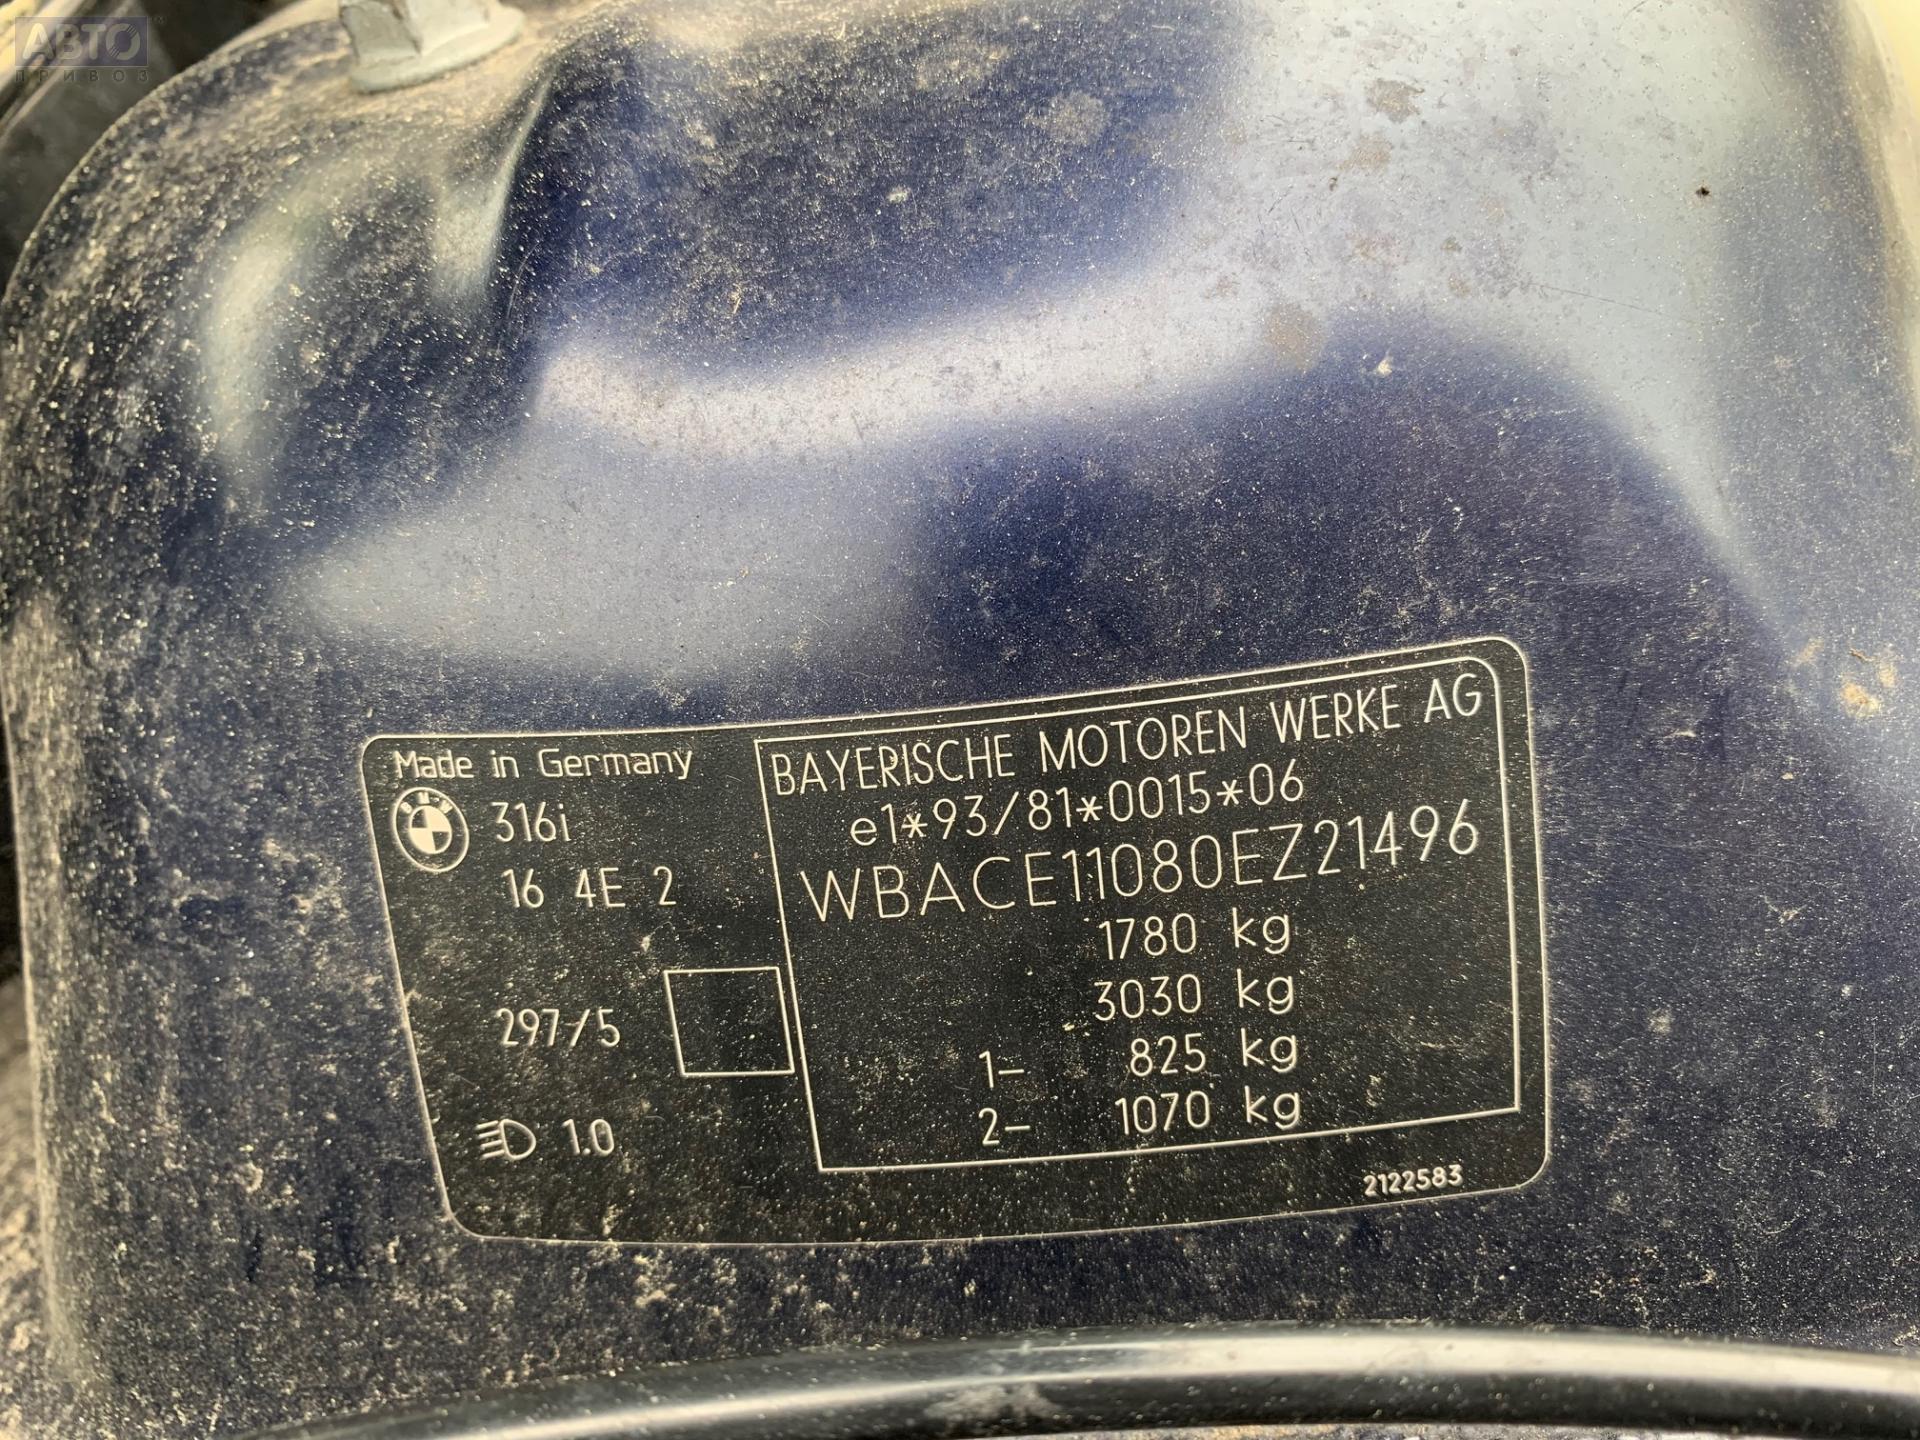 АВТО
ПРИВОЗ
Made in Germany
BMW
316i
16 4E 2
297/5
1.0
BAYERISCHE MOTOREN WERKE AG
e1*93/81*0015*06
WBACE11080EZ21496
1780 kg
3030 kg
1- 825 kg
2- 1070 kg
2122583